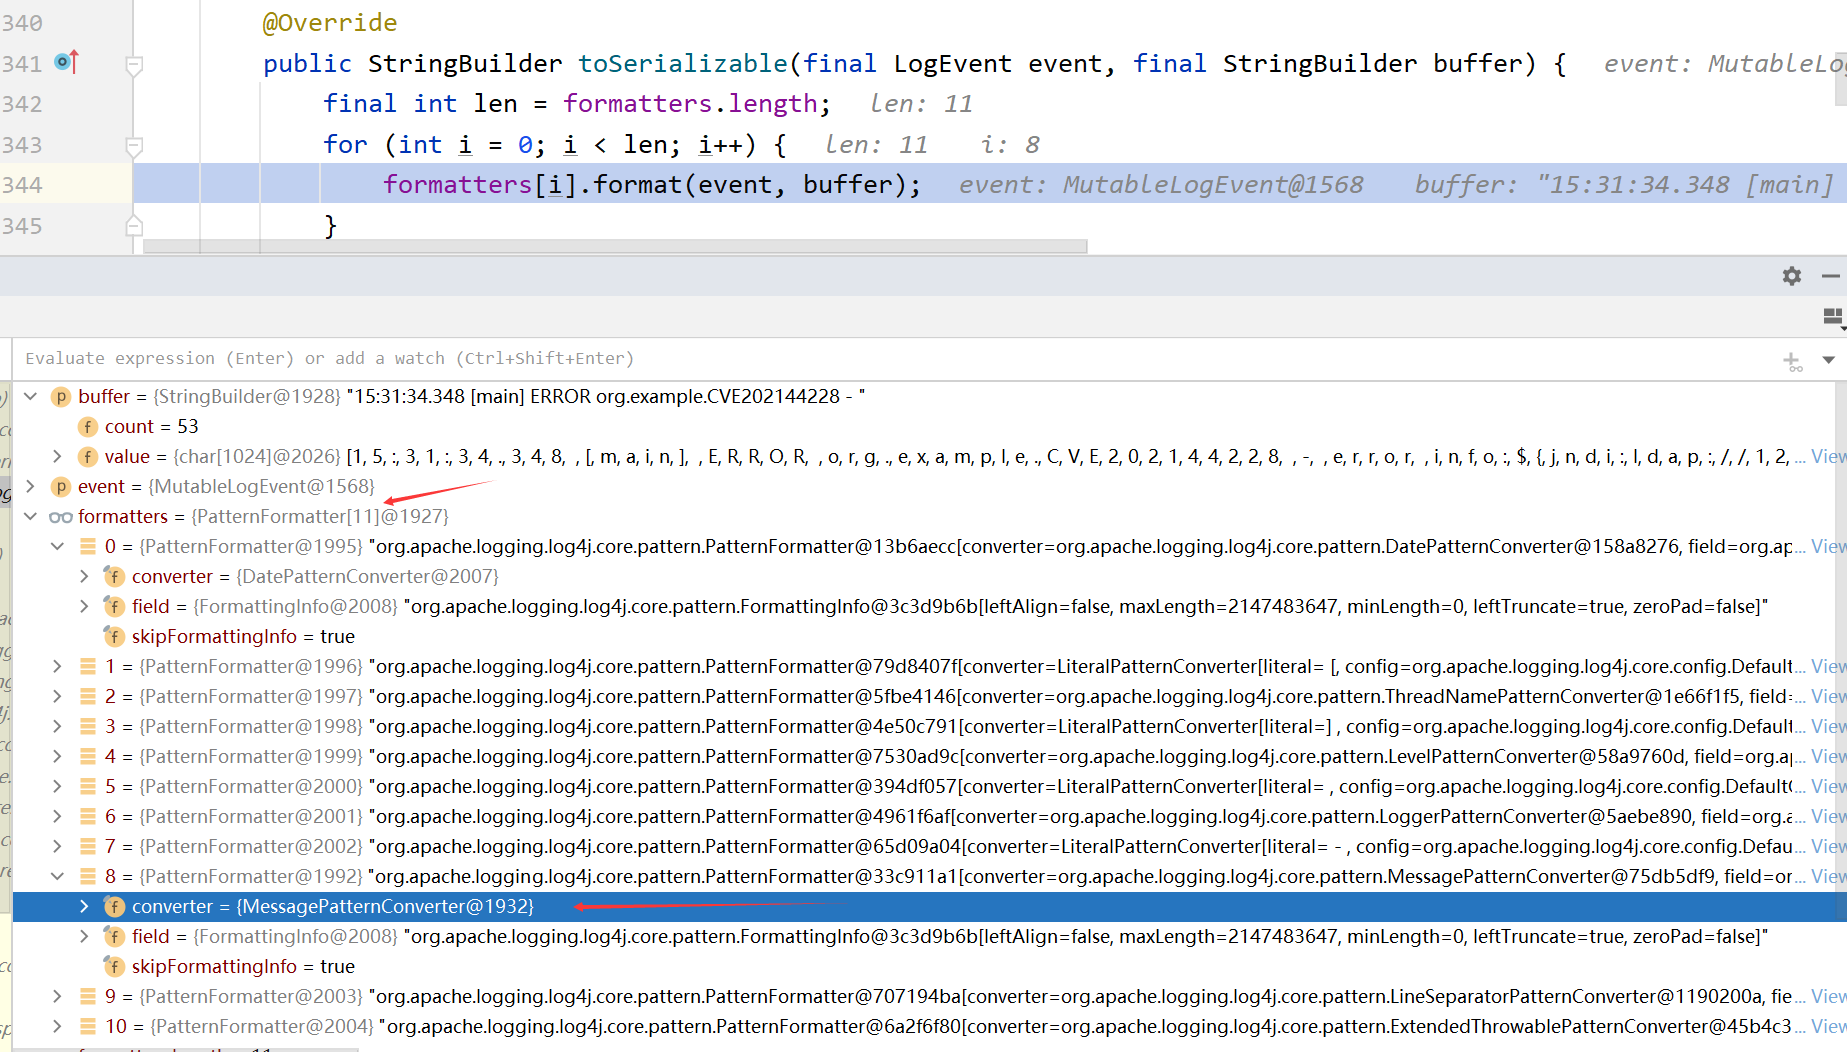 340 @Override
341 public StringBuilder toSerializable(final LogEvent event, final StringBuilder buffer) { event: MutableLo
342 final int len = formatters.length; len: 11
343 for (int i = 0; i < len; i++) { len: 11 i: 8
344 formatters[i].format(event, buffer); event: MutableLogEvent@1568 buffer: "15:31:34.348 [main]
345 }
Evaluate expression (Enter) or add a watch (Ctrl+Shift+Enter)
p buffer = {StringBuilder@1928} "15:31:34.348 [main] ERROR org.example.CVE202144228 - "
f count = 53
f value = {char[1024]@2026} [1, 5, :, 3, 1, :, 3, 4, ., 3, 4, 8,  , [, m, a, i, n, ],  , E, R, R, O, R,  , o, r, g, ., e, x, a, m, p, l, e, ., C, V, E, 2, 0, 2, 1, 4, 4, 2, 2, 8,  , -,  , e, r, r, o, r,  , i, n, f, o, :, $, {, j, n, d, i, :, l, d, a, p, :, /, /, 1, 2, ... View
p event = {MutableLogEvent@1568}
formatters = {PatternFormatter[11]@1927}
0 = {PatternFormatter@1995} "org.apache.logging.log4j.core.pattern.PatternFormatter@13b6aecc[converter=org.apache.logging.log4j.core.pattern.DatePatternConverter@158a8276, field=org.ap... View
f converter = {DatePatternConverter@2007}
f field = {FormattingInfo@2008} "org.apache.logging.log4j.core.pattern.FormattingInfo@3c3d9b6b[leftAlign=false, maxLength=2147483647, minLength=0, leftTruncate=true, zeroPad=false]"
f skipFormattingInfo = true
1 = {PatternFormatter@1996} "org.apache.logging.log4j.core.pattern.PatternFormatter@79d8407f[converter=LiteralPatternConverter[literal= [, config=org.apache.logging.log4j.core.config.Default... View
2 = {PatternFormatter@1997} "org.apache.logging.log4j.core.pattern.PatternFormatter@5fbe4146[converter=org.apache.logging.log4j.core.pattern.ThreadNamePatternConverter@1e66f1f5, field=... View
3 = {PatternFormatter@1998} "org.apache.logging.log4j.core.pattern.PatternFormatter@4e50c791[converter=LiteralPatternConverter[literal=] , config=org.apache.logging.log4j.core.config.Default... View
4 = {PatternFormatter@1999} "org.apache.logging.log4j.core.pattern.PatternFormatter@7530ad9c[converter=org.apache.logging.log4j.core.pattern.LevelPatternConverter@58a9760d, field=org.a... View
5 = {PatternFormatter@2000} "org.apache.logging.log4j.core.pattern.PatternFormatter@394df057[converter=LiteralPatternConverter[literal= , config=org.apache.logging.log4j.core.config.Default... View
6 = {PatternFormatter@2001} "org.apache.logging.log4j.core.pattern.PatternFormatter@4961f6af[converter=org.apache.logging.log4j.core.pattern.LoggerPatternConverter@5aebe890, field=org.a... View
7 = {PatternFormatter@2002} "org.apache.logging.log4j.core.pattern.PatternFormatter@65d09a04[converter=LiteralPatternConverter[literal= - , config=org.apache.logging.log4j.core.config.Defau... View
8 = {PatternFormatter@1992} "org.apache.logging.log4j.core.pattern.PatternFormatter@33c911a1[converter=org.apache.logging.log4j.core.pattern.MessagePatternConverter@75db5df9, field=or... View
f converter = {MessagePatternConverter@1932}
f field = {FormattingInfo@2008} "org.apache.logging.log4j.core.pattern.FormattingInfo@3c3d9b6b[leftAlign=false, maxLength=2147483647, minLength=0, leftTruncate=true, zeroPad=false]"
f skipFormattingInfo = true
9 = {PatternFormatter@2003} "org.apache.logging.log4j.core.pattern.PatternFormatter@707194ba[converter=org.apache.logging.log4j.core.pattern.LineSeparatorPatternConverter@1190200a, fie... View
10 = {PatternFormatter@2004} "org.apache.logging.log4j.core.pattern.PatternFormatter@6a2f6f80[converter=org.apache.logging.log4j.core.pattern.ExtendedThrowablePatternConverter@45b4c3... View